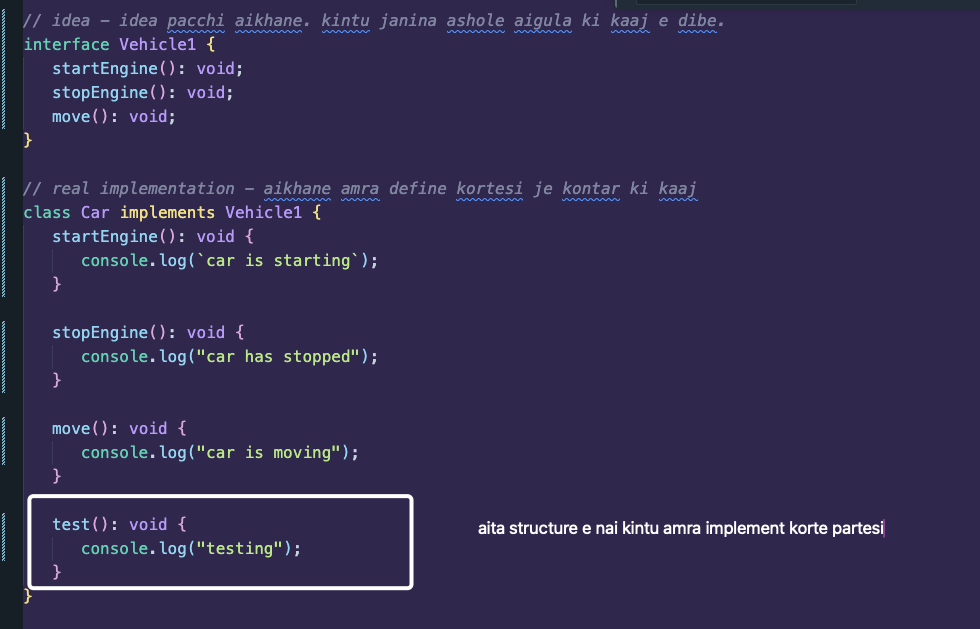 // idea – idea pacchi aikhane. kintu janina ashole aigula ki kaaj e dibe.
interface Vehicle1 {
startEngine(): void;
stopEngine(): void;
move(): void;
}
// real implementation – aikhane amra define kortesi je kontar ki kaaj
class Car implements Vehicle1 {
startEngine(): void {
console.log(`car is starting`);
}
stopEngine(): void {
console.log("car has stopped");
}
move(): void {
console.log("car is moving");
}
test(): void {
aita structure e nai kintu amra implement korte partesi
console.log("testing");
}
}